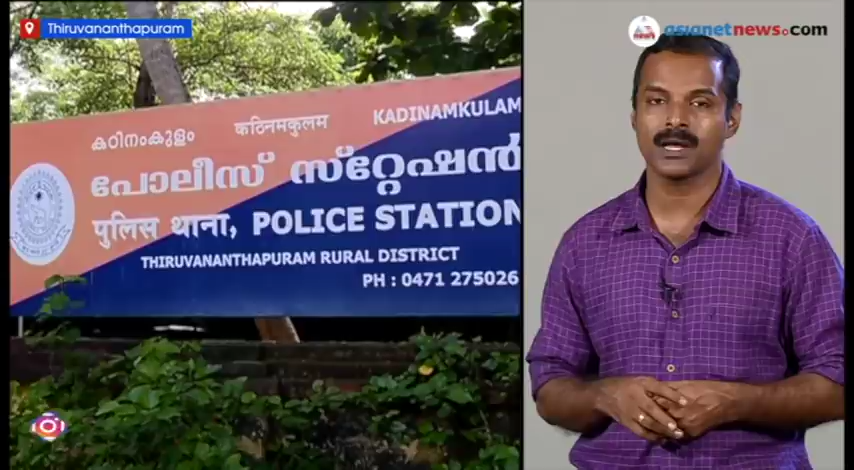 Thiruvananthapuram
asianetnews.com
കഠിനംകുളം
कठिनमकुलम
KADINAMKULAM
പോലീസ് സ്റ്റേഷൻ
पुलिस थाना, POLICE STATION
THIRUVANANTHAPURAM RURAL DISTRICT
PH : 0471 275026